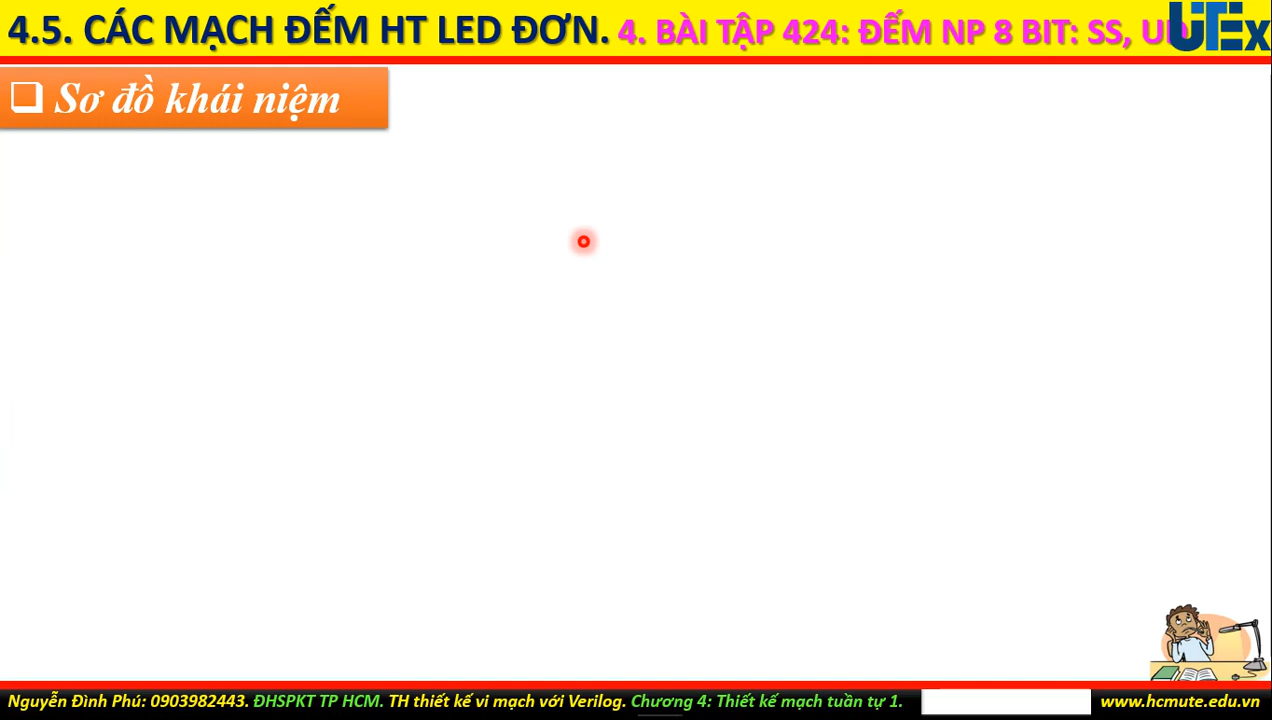 4.5. CÁC MẠCH ĐẾM HT LED ĐƠN. 4. BÀI TẬP 424: ĐẾM NP 8 BIT: SS, UD
UTEx
Sơ đồ khái niệm
Nguyễn Đình Phú: 0903982443. ĐHSPKT TP HCM. TH thiết kế vi mạch với Verilog. Chương 4: Thiết kế mạch tuần tự 1. www.hcmute.edu.vn